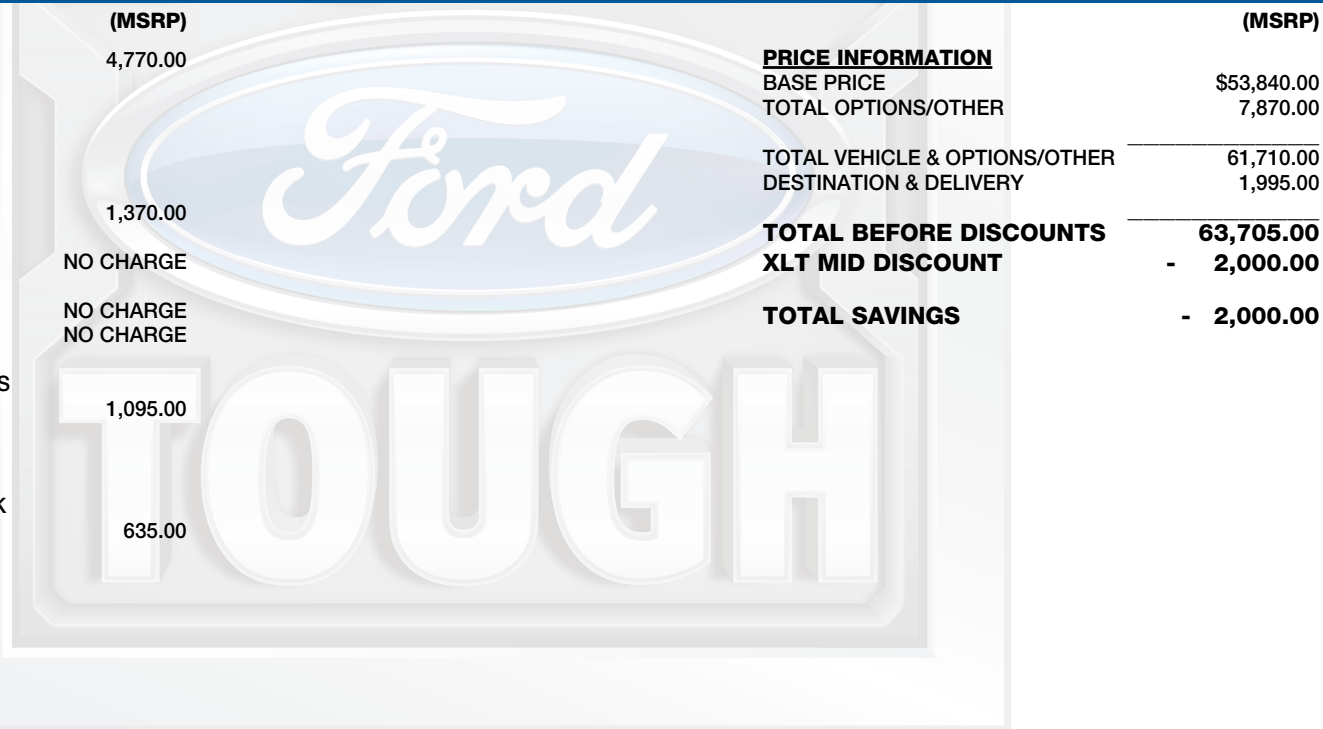 (MSRP)
4,770.00
1,370.00
NO CHARGE
NO CHARGE
NO CHARGE
S
1,095.00
K
635.00
Ford
TOUGH
(MSRP)
PRICE INFORMATION
BASE PRICE $53,840.00
TOTAL OPTIONS/OTHER 7,870.00
TOTAL VEHICLE & OPTIONS/OTHER 61,710.00
DESTINATION & DELIVERY 1,995.00
TOTAL BEFORE DISCOUNTS 63,705.00
XLT MID DISCOUNT - 2,000.00
TOTAL SAVINGS - 2,000.00